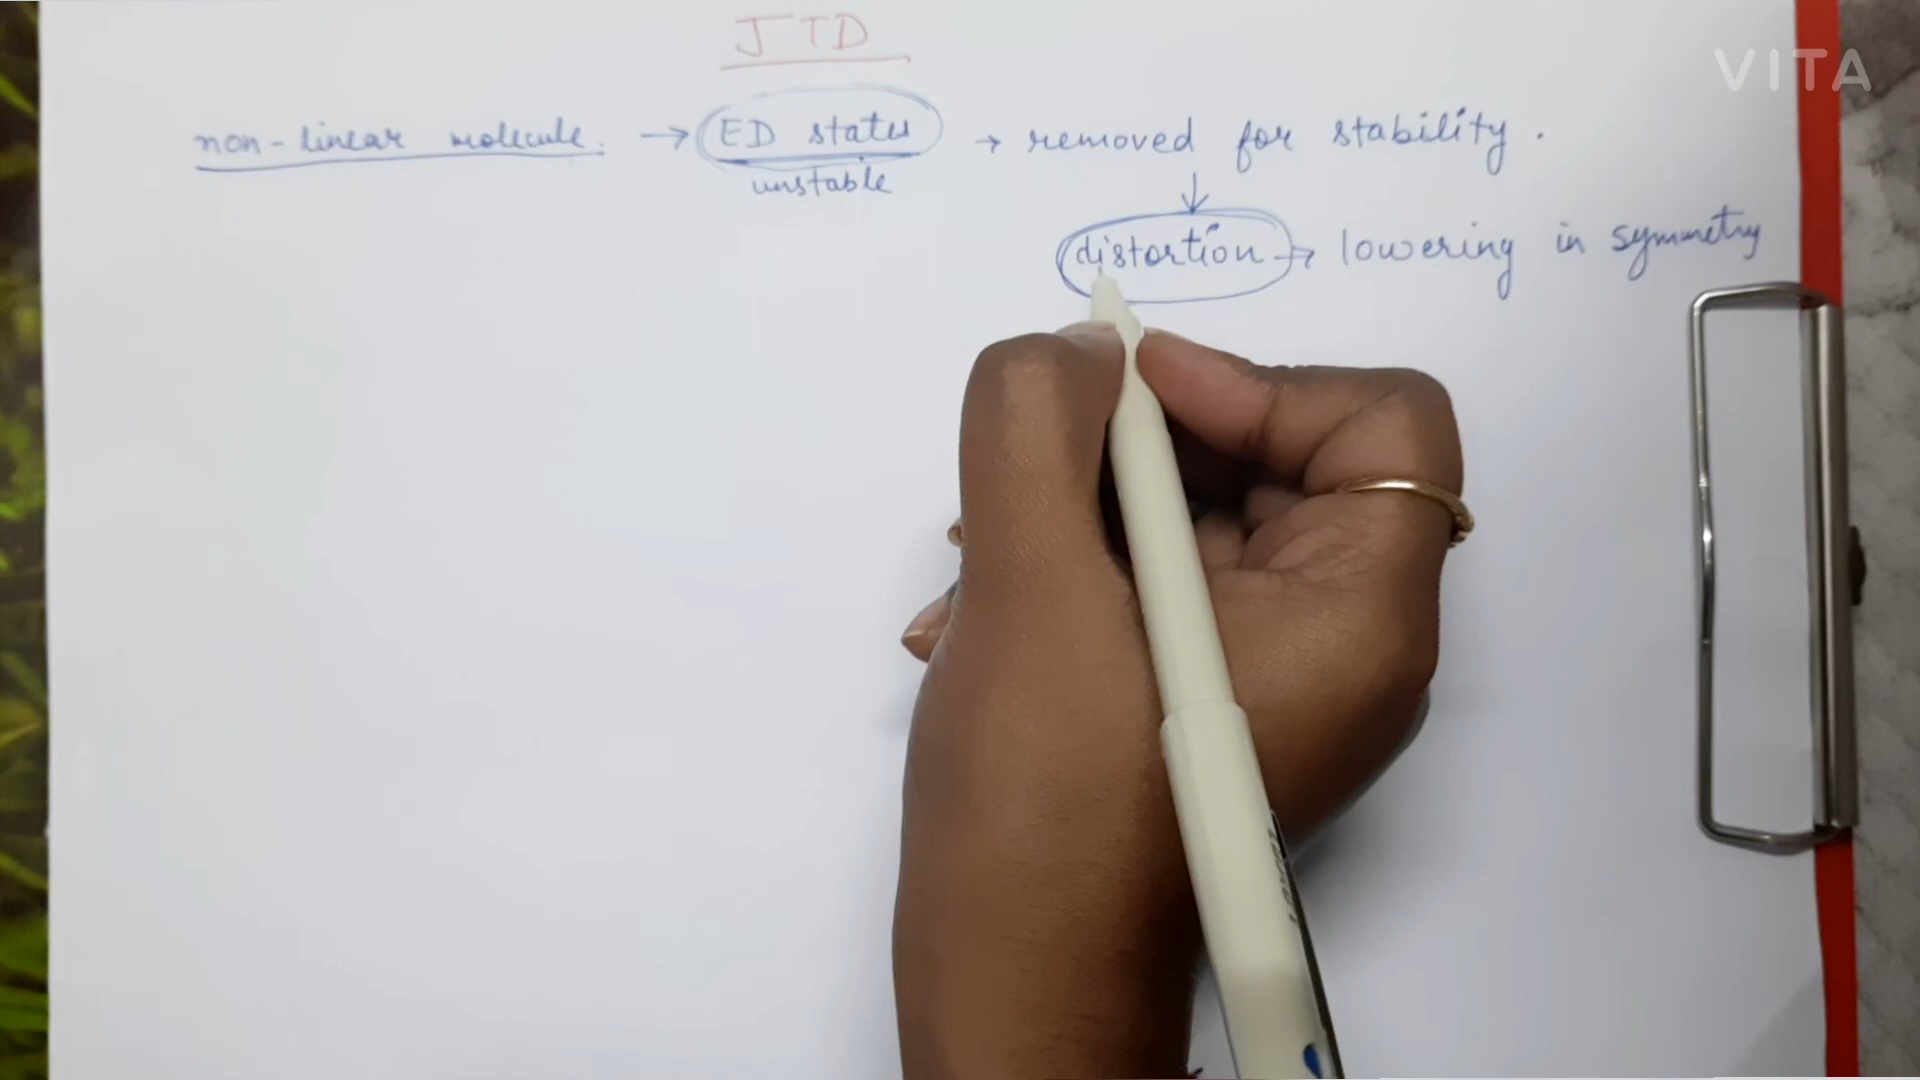 JTD
VITA
non-linear molecule. → ED states → removed for stability.
unstable
↓
distortion → lowering in symmetry